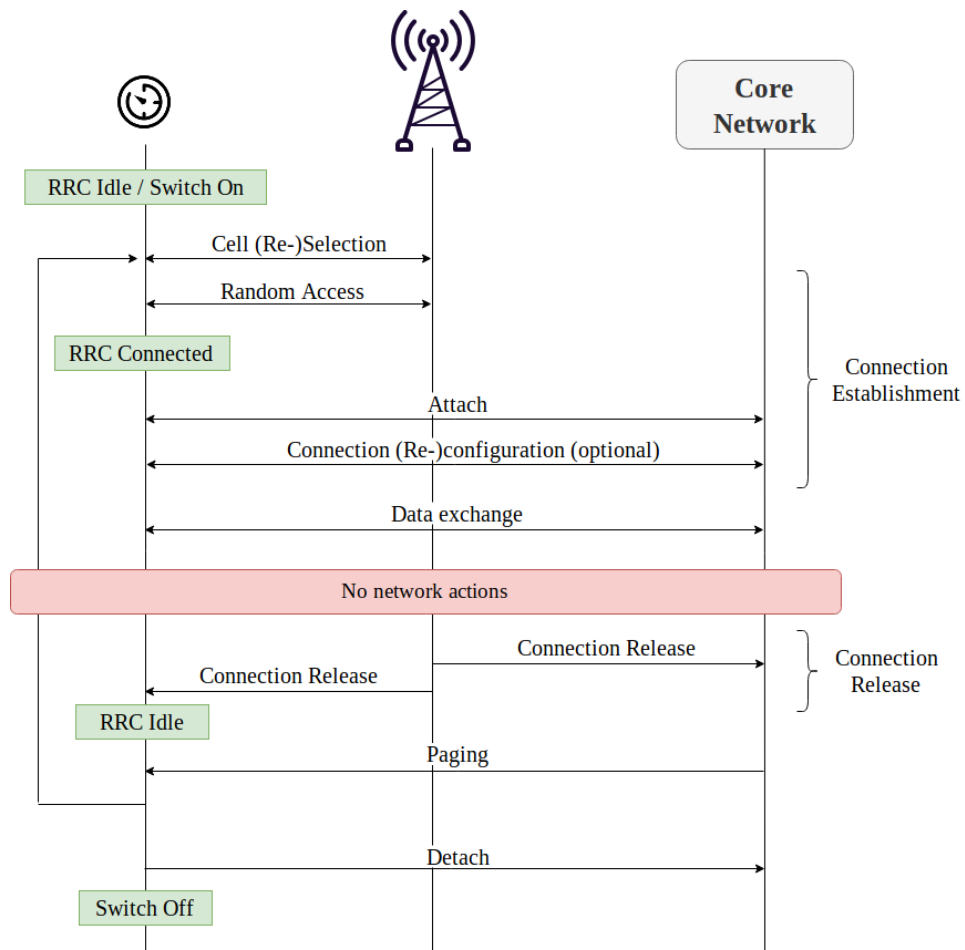 Core
Network
RRC Idle / Switch On
Cell (Re-)Selection
Random Access
RRC Connected
Connection
Establishment
Attach
Connection (Re-)configuration (optional)
Data exchange
No network actions
Connection Release
Connection Release
Connection
Release
RRC Idle
Paging
Detach
Switch Off